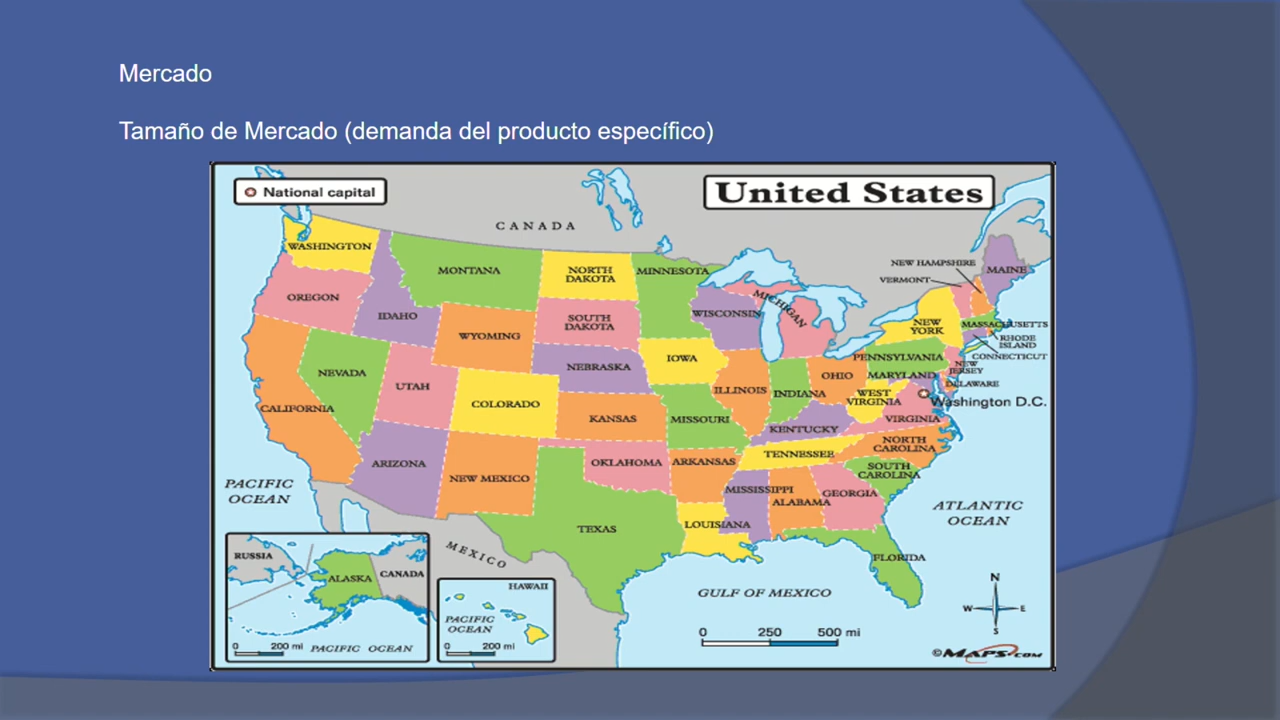 Mercado
Tamaño de Mercado (demanda del producto específico)
National capital
United States
CANADA
WASHINGTON
MONTANA
NORTH
DAKOTA
MINNESOTA
NEW HAMPSHIRE
VERMONT
MAINE
OREGON
IDAHO
WYOMING
SOUTH
DAKOTA
WISCONSIN
MICHIGAN
NEW
YORK
MASSACHUSETTS
RHODE
ISLAND
CONNECTICUT
NEVADA
UTAH
COLORADO
NEBRASKA
IOWA
ILLINOIS
INDIANA
OHIO
PENNSYLVANIA
NEW
JERSEY
MARYLAND
DELAWARE
WEST
VIRGINIA
Washington D.C.
CALIFORNIA
KANSAS
MISSOURI
KENTUCKY
VIRGINIA
ARIZONA
NEW MEXICO
OKLAHOMA
ARKANSAS
TENNESSEE
NORTH
CAROLINA
SOUTH
CAROLINA
MISSISSIPPI
ALABAMA
GEORGIA
PACIFIC
OCEAN
TEXAS
LOUISIANA
ATLANTIC
OCEAN
MEXICO
FLORIDA
GULF OF MEXICO
RUSSIA
ALASKA
CANADA
0 200 mi
PACIFIC OCEAN
HAWAII
PACIFIC
OCEAN
0 200 mi
0 250 500 mi
N
W E
S
©MAPS.COM